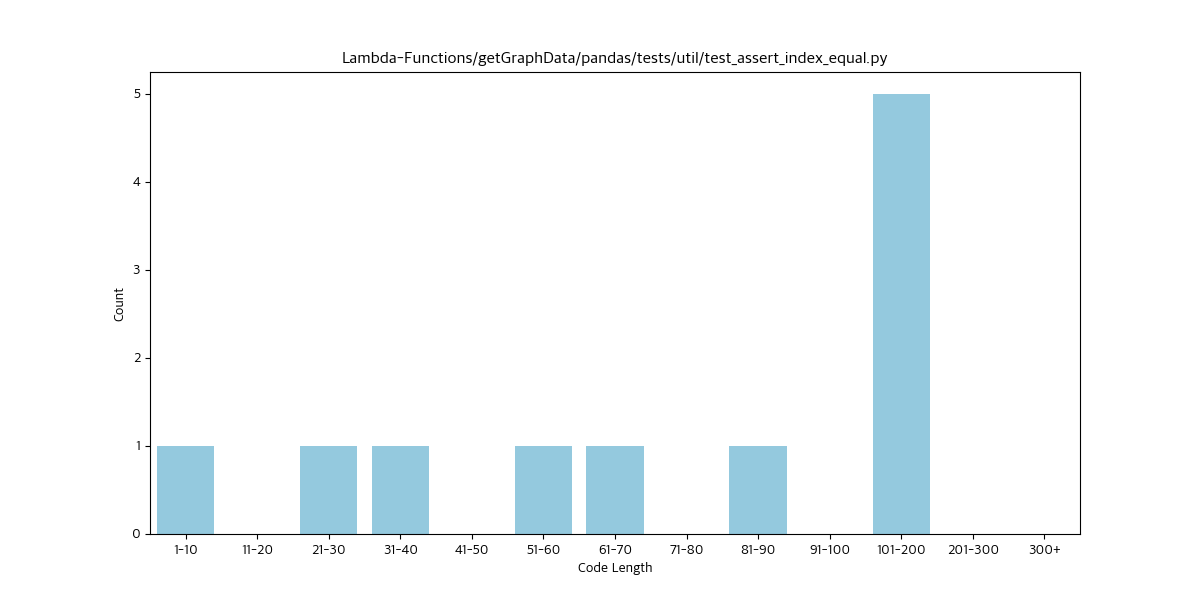 Lambda-Functions/getGraphData/pandas/tests/util/test_assert_index_equal.py
5
4
3
2
1
0
Count
1-10 11-20 21-30 31-40 41-50 51-60 61-70 71-80 81-90 91-100 101-200 201-300 300+
Code Length